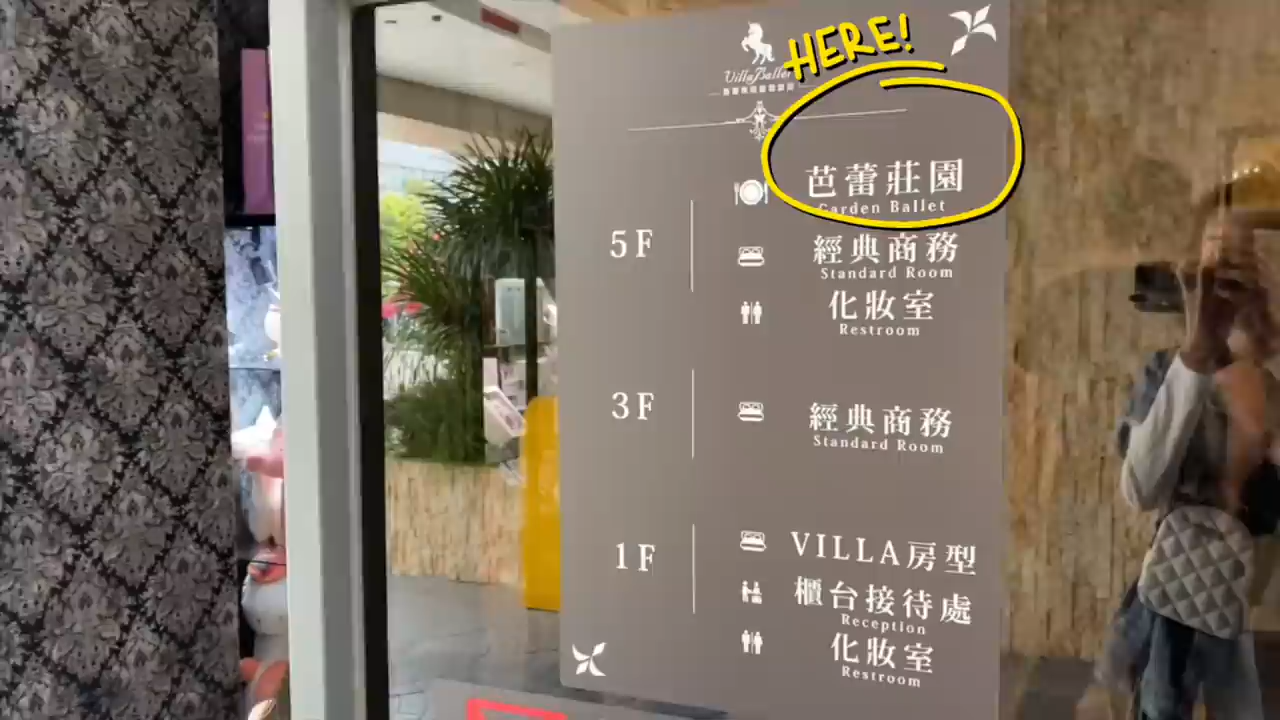 HERE!
Villa Ballet
芭蕾莊園
Garden Ballet
5F
經典商務
Standard Room
化妝室
Restroom
3F
經典商務
Standard Room
1F
VILLA房型
櫃台接待處
Reception
化妝室
Restroom